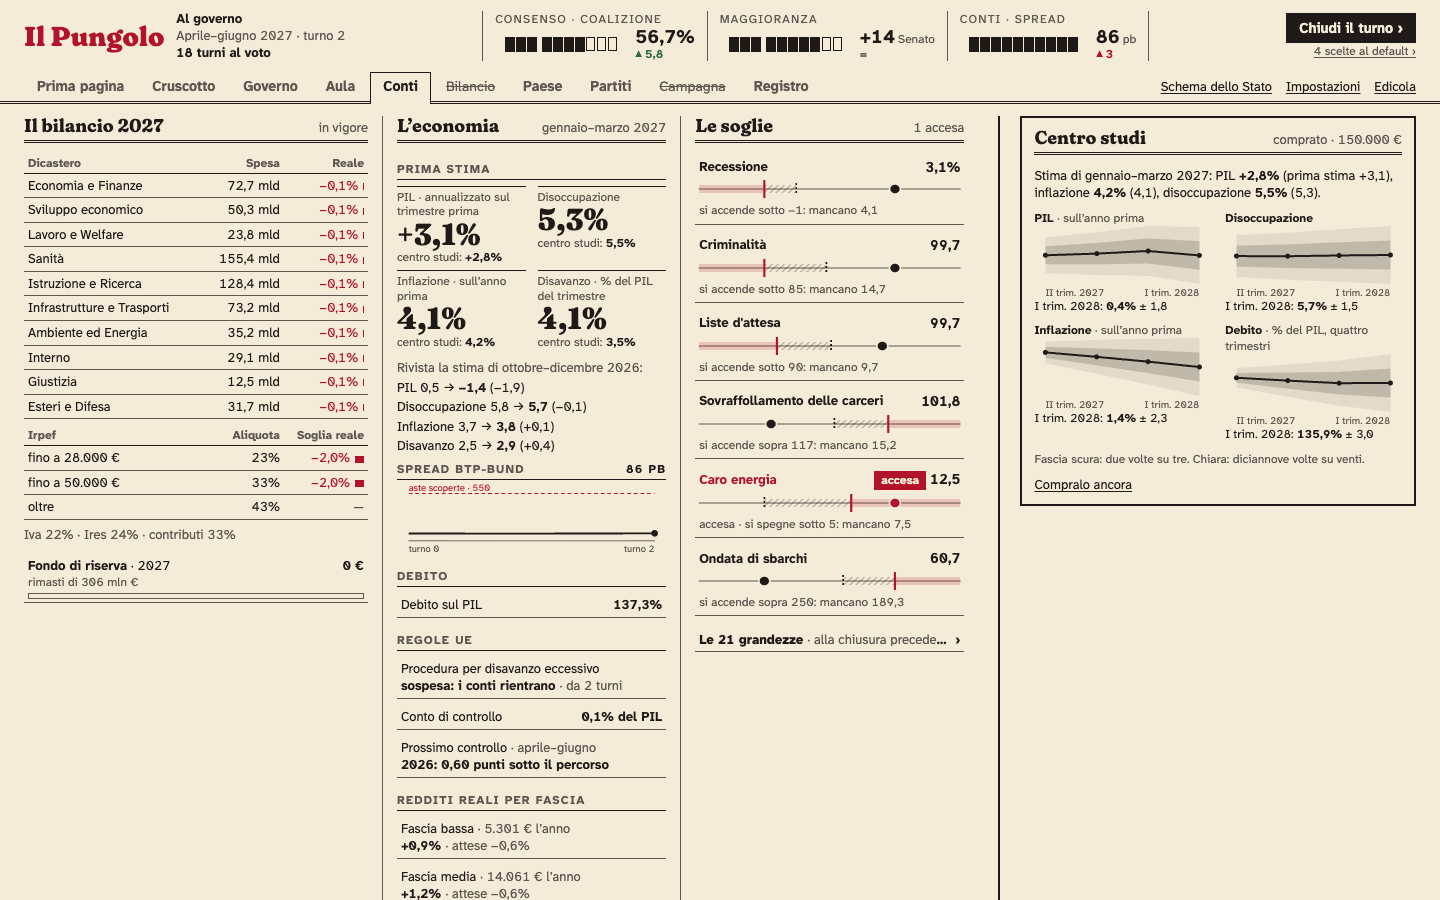 Il Pungolo
Al governo
Aprile–giugno 2027 · turno 2
18 turni al voto
CONSENSO · COALIZIONE
56,7%
▲5,8
MAGGIORANZA
+14 Senato
=
CONTI · SPREAD
86 pb
▲3
Chiudi il turno ›
4 scelte al default ›
Prima pagina
Cruscotto
Governo
Aula
Conti
Bilancio
Paese
Partiti
Campagna
Registro
Schema dello Stato
Impostazioni
Edicola
Il bilancio 2027
in vigore
Dicastero Spesa Reale
Economia e Finanze 72,7 mld −0,1%
Sviluppo economico 50,3 mld −0,1%
Lavoro e Welfare 23,8 mld −0,1%
Sanità 155,4 mld −0,1%
Istruzione e Ricerca 128,4 mld −0,1%
Infrastrutture e Trasporti 73,2 mld −0,1%
Ambiente ed Energia 35,2 mld −0,1%
Interno 29,1 mld −0,1%
Giustizia 12,5 mld −0,1%
Esteri e Difesa 31,7 mld −0,1%
Irpef Aliquota Soglia reale
fino a 28.000 € 23% −2,0%
fino a 50.000 € 33% −2,0%
oltre 43% —
Iva 22% · Ires 24% · contributi 33%
Fondo di riserva · 2027 0 €
rimasti di 306 mln €
L’economia
gennaio–marzo 2027
PRIMA STIMA
PIL · annualizzato sul
trimestre prima
+3,1%
centro studi: +2,8%
Disoccupazione
5,3%
centro studi: 5,5%
Inflazione · sull’anno
prima
4,1%
centro studi: 4,2%
Disavanzo · % del PIL
del trimestre
4,1%
centro studi: 3,5%
Rivista la stima di ottobre–dicembre 2026:
PIL 0,5 → −1,4 (−1,9)
Disoccupazione 5,8 → 5,7 (−0,1)
Inflazione 3,7 → 3,8 (+0,1)
Disavanzo 2,5 → 2,9 (+0,4)
SPREAD BTP-BUND 86 PB
aste scoperte · 550
turno 0 turno 2
DEBITO
Debito sul PIL 137,3%
REGOLE UE
Procedura per disavanzo eccessivo
sospesa: i conti rientrano · da 2 turni
Conto di controllo 0,1% del PIL
Prossimo controllo · aprile–giugno
2026: 0,60 punti sotto il percorso
REDDITI REALI PER FASCIA
Fascia bassa · 5.301 € l’anno
+0,9% · attese −0,6%
Fascia media · 14.061 € l’anno
+1,2% · attese −0,6%
Le soglie
1 accesa
Recessione 3,1%
si accende sotto −1: mancano 4,1
Criminalità 99,7
si accende sotto 85: mancano 14,7
Liste d'attesa 99,7
si accende sotto 90: mancano 9,7
Sovraffollamento delle carceri 101,8
si accende sopra 117: mancano 15,2
Caro energia accesa 12,5
accesa · si spegne sotto 5: mancano 7,5
Ondata di sbarchi 60,7
si accende sopra 250: mancano 189,3
Le 21 grandezze · alla chiusura precede... ›
Centro studi
comprato · 150.000 €
Stima di gennaio–marzo 2027: PIL +2,8% (prima stima +3,1),
inflazione 4,2% (4,1), disoccupazione 5,5% (5,3).
PIL · sull’anno prima
II trim. 2027 I trim. 2028
I trim. 2028: 0,4% ± 1,8
Disoccupazione
II trim. 2027 I trim. 2028
I trim. 2028: 5,7% ± 1,5
Inflazione · sull’anno prima
II trim. 2027 I trim. 2028
I trim. 2028: 1,4% ± 2,3
Debito · % del PIL, quattro
trimestri
II trim. 2027 I trim. 2028
I trim. 2028: 135,9% ± 3,0
Fascia scura: due volte su tre. Chiara: diciannove volte su venti.
Compralo ancora